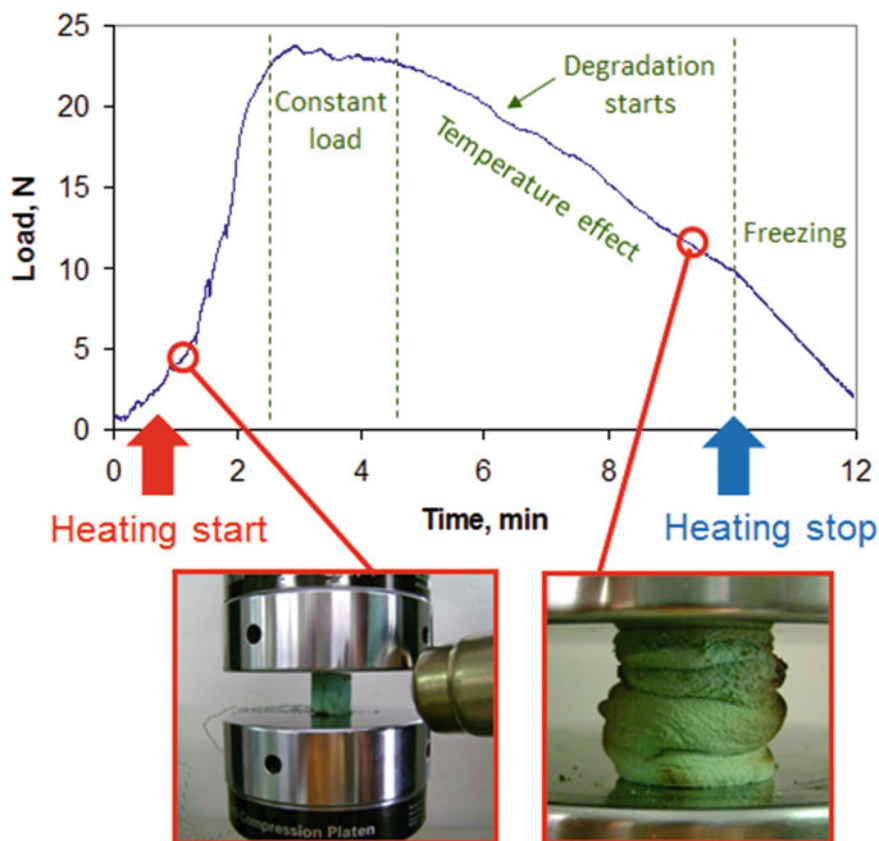 25
20
15
10
5
0
Load, N
Constant
load
Degradation
starts
Temperature effect
Freezing
0 2 4 6 8 10 12
Time, min
Heating start
Heating stop
Compression Platen